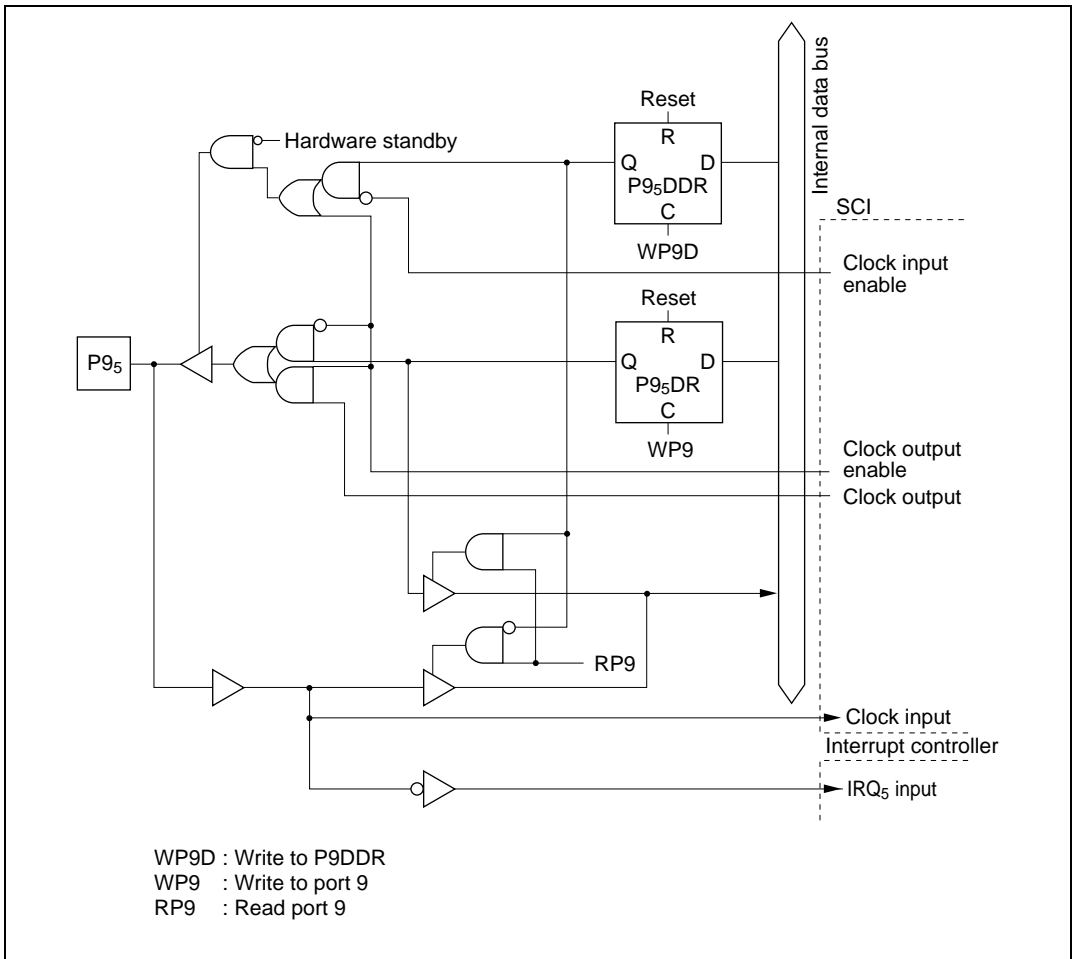 Internal data bus
Reset
Hardware standby
R
Q D
P9₅DDR
C
SCI
WP9D
Clock input
enable
Reset
R
P9₅
Q D
P9₅DR
C
WP9
Clock output
enable
Clock output
RP9
Clock input
Interrupt controller
IRQ₅ input
WP9D : Write to P9DDR
WP9 : Write to port 9
RP9 : Read port 9